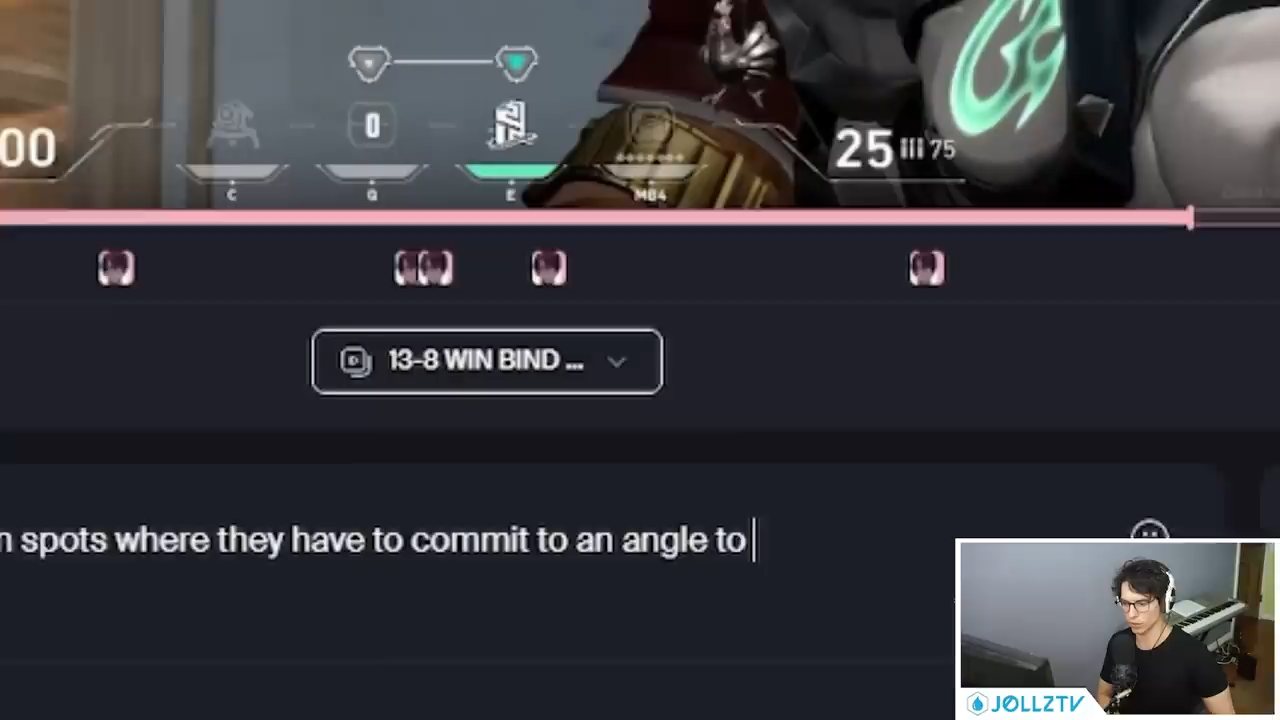 00
0
25 75
C Q E MB4
13-8 WIN BIND ...
n spots where they have to commit to an angle to
JOLLZTV